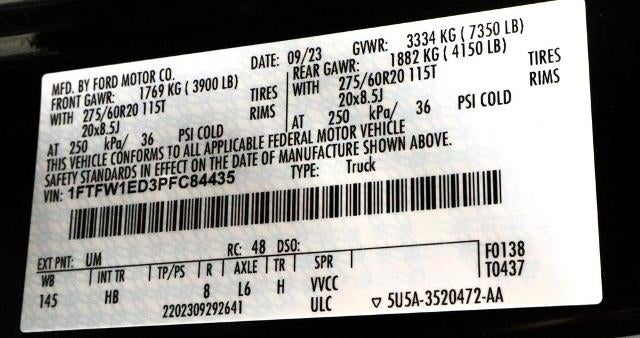 MFD. BY FORD MOTOR CO.
DATE: 09/23 GVWR: 3334 KG ( 7350 LB)
FRONT GAWR: 1769 KG ( 3900 LB) REAR GAWR: 1882 KG ( 4150 LB)
WITH 275/60R20 115T TIRES WITH 275/60R20 115T TIRES
20x8.5J RIMS 20x8.5J RIMS
AT 250 kPa/ 36 PSI COLD AT 250 kPa/ 36 PSI COLD
THIS VEHICLE CONFORMS TO ALL APPLICABLE FEDERAL MOTOR VEHICLE
SAFETY STANDARDS IN EFFECT ON THE DATE OF MANUFACTURE SHOWN ABOVE.
VIN: 1FTFW1ED3PFC84435 TYPE: Truck
EXT PNT: UM RC: 48 DSO:
WB INT TR TP/PS R AXLE TR SPR F0138
145 HB 8 L6 H VVCC T0437
2202309292641 ULC ▽ 5U5A-3520472-AA